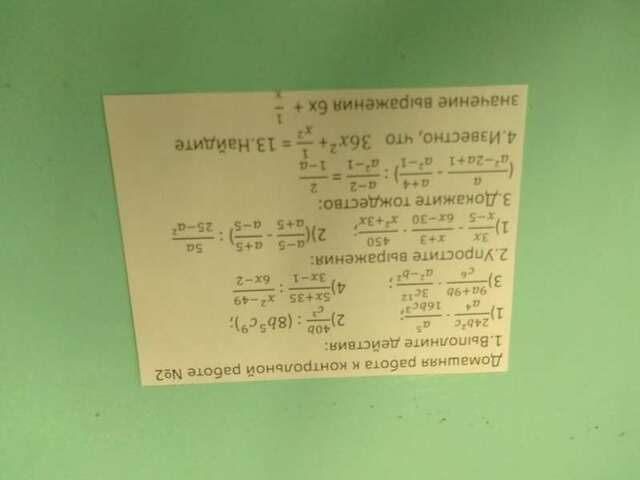 Домашняя работа к контрольной работе №2
1.Выполните действия:
1) 24b²c/a⁴ · a⁵/16bc³; 2) 40b/c³ : (8b⁵c⁹);
3) 9a+9b/c⁶ · 3c¹²/a²−b²; 4) 5x+35/3x−1 : x²−49/6x−2
2.Упростите выражения:
1) 3x/x−5 − x+3/6x−30 · 450/x²+3x; 2)(a−5/a+5 − a+5/a−5) : 5a/25−a²
3.Докажите тождество:
(a/a²−2a+1 − a+4/a²−1) : a−2/a²−1 = 2/1−a
4.Известно, что 36x² + 1/x² = 13.Найдите
значение выражения 6x + 1/x